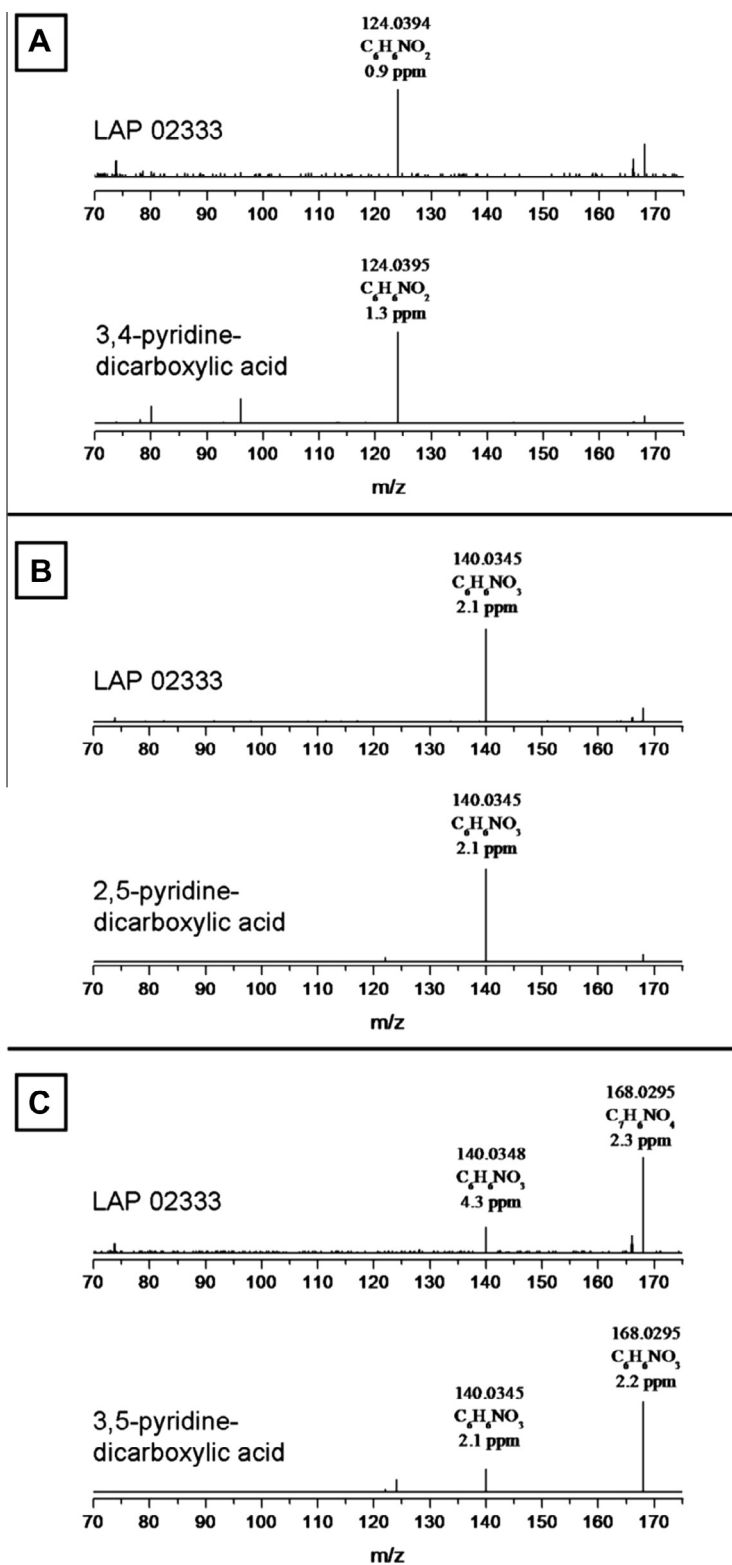 A
124.0394
C₆H₆NO₂
0.9 ppm
LAP 02333
70 80 90 100 110 120 130 140 150 160 170
124.0395
C₆H₆NO₂
1.3 ppm
3,4-pyridine-
dicarboxylic acid
70 80 90 100 110 120 130 140 150 160 170
m/z
B
140.0345
C₆H₆NO₃
2.1 ppm
LAP 02333
70 80 90 100 110 120 130 140 150 160 170
140.0345
C₆H₆NO₃
2.1 ppm
2,5-pyridine-
dicarboxylic acid
70 80 90 100 110 120 130 140 150 160 170
m/z
C
168.0295
C₇H₆NO₄
2.3 ppm
140.0348
C₆H₆NO₃
4.3 ppm
LAP 02333
70 80 90 100 110 120 130 140 150 160 170
168.0295
C₆H₆NO₃
2.2 ppm
140.0345
C₆H₆NO₃
2.1 ppm
3,5-pyridine-
dicarboxylic acid
70 80 90 100 110 120 130 140 150 160 170
m/z